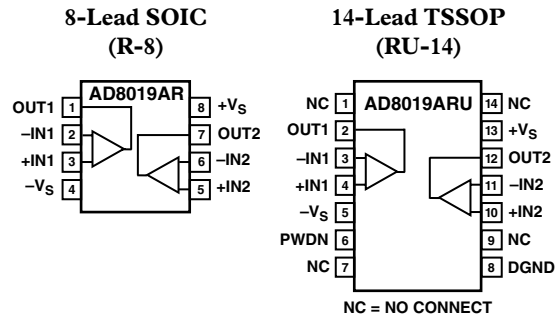 8-Lead SOIC
(R-8)
AD8019AR
OUT1 1
–IN1 2
+IN1 3
–VS 4
8 +VS
7 OUT2
6 –IN2
5 +IN2
14-Lead TSSOP
(RU-14)
AD8019ARU
NC 1
OUT1 2
–IN1 3
+IN1 4
–VS 5
PWDN 6
NC 7
14 NC
13 +VS
12 OUT2
11 –IN2
10 +IN2
9 NC
8 DGND
NC = NO CONNECT